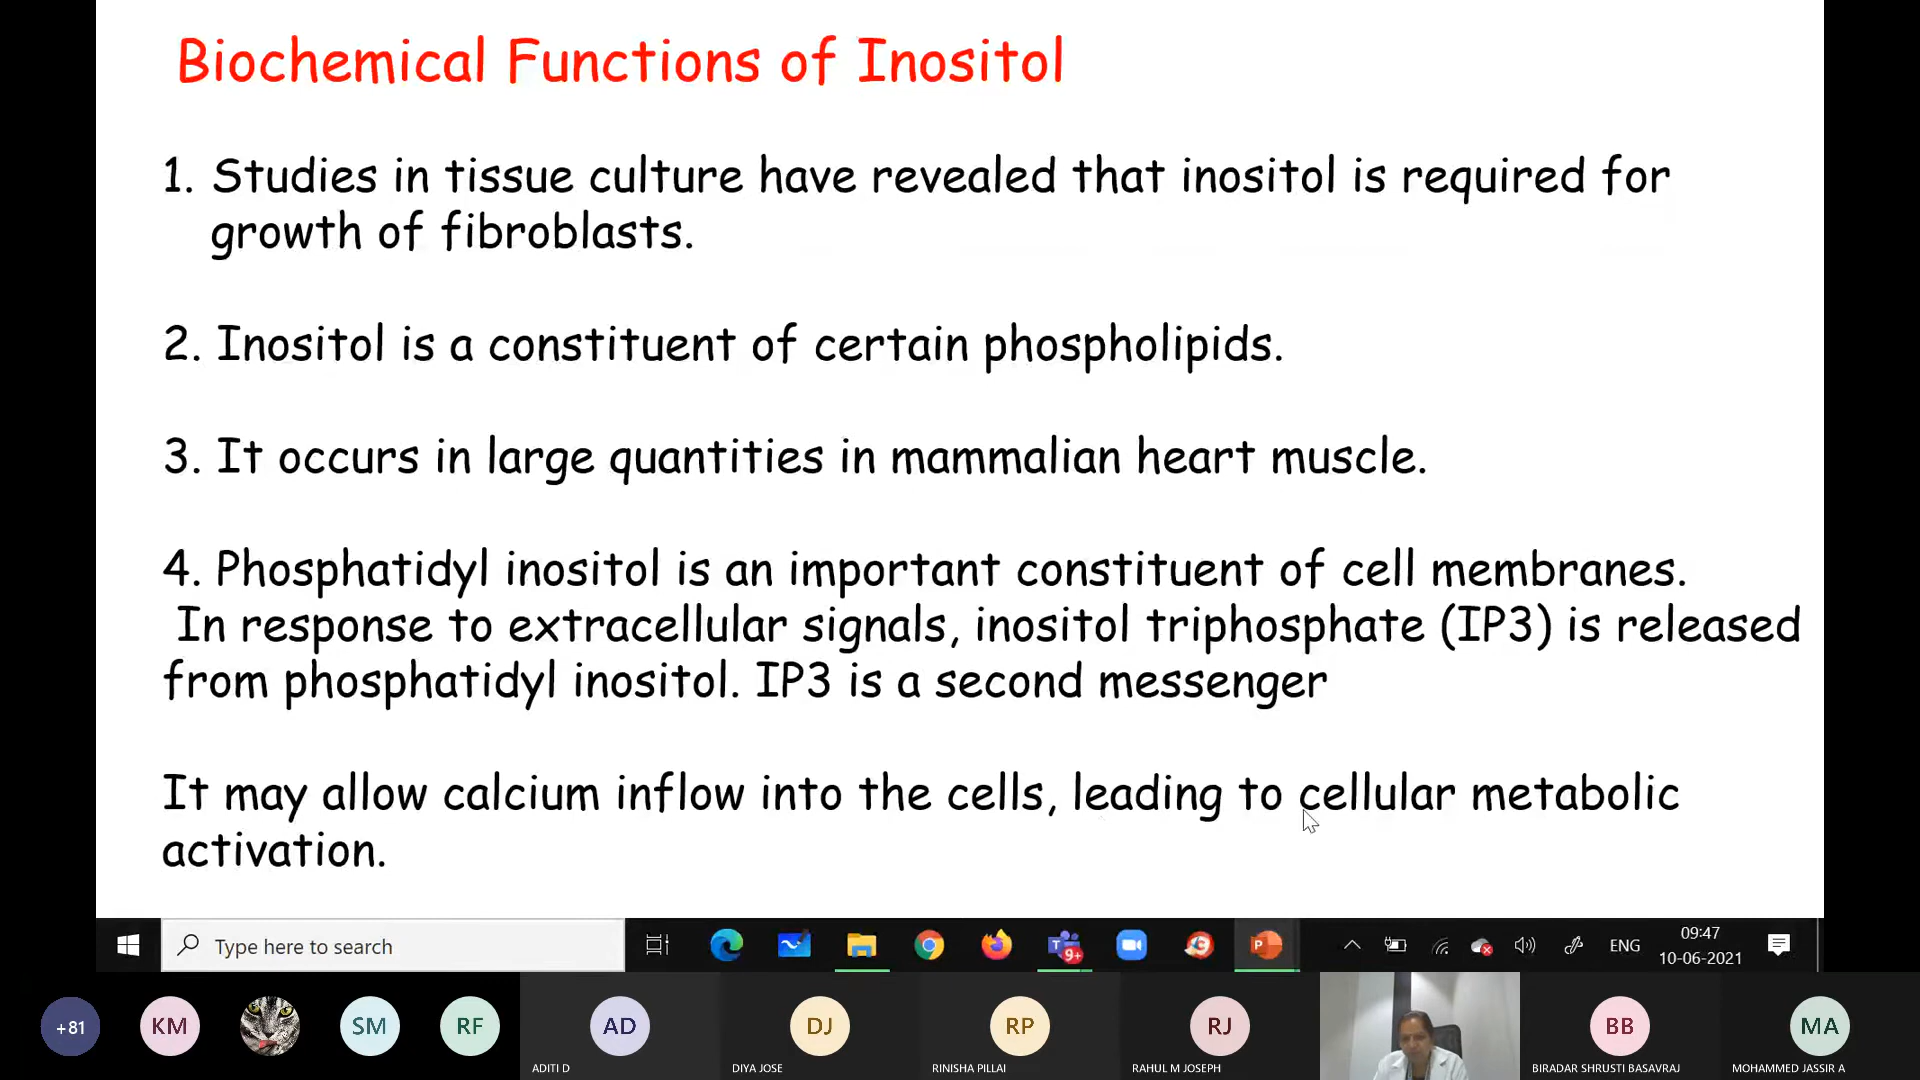 Biochemical Functions of Inositol
1. Studies in tissue culture have revealed that inositol is required for
growth of fibroblasts.
2. Inositol is a constituent of certain phospholipids.
3. It occurs in large quantities in mammalian heart muscle.
4. Phosphatidyl inositol is an important constituent of cell membranes.
In response to extracellular signals, inositol triphosphate (IP3) is released
from phosphatidyl inositol. IP3 is a second messenger
It may allow calcium inflow into the cells, leading to cellular metabolic
activation.
Type here to search
T
9+
P
ENG
09:47
10-06-2021
+81
KM
SM
RF
AD
DJ
RP
RJ
BB
MA
ADITI D
DIYA JOSE
RINISHA PILLAI
RAHUL M JOSEPH
BIRADAR SHRUSTI BASAVRAJ
MOHAMMED JASSIR A